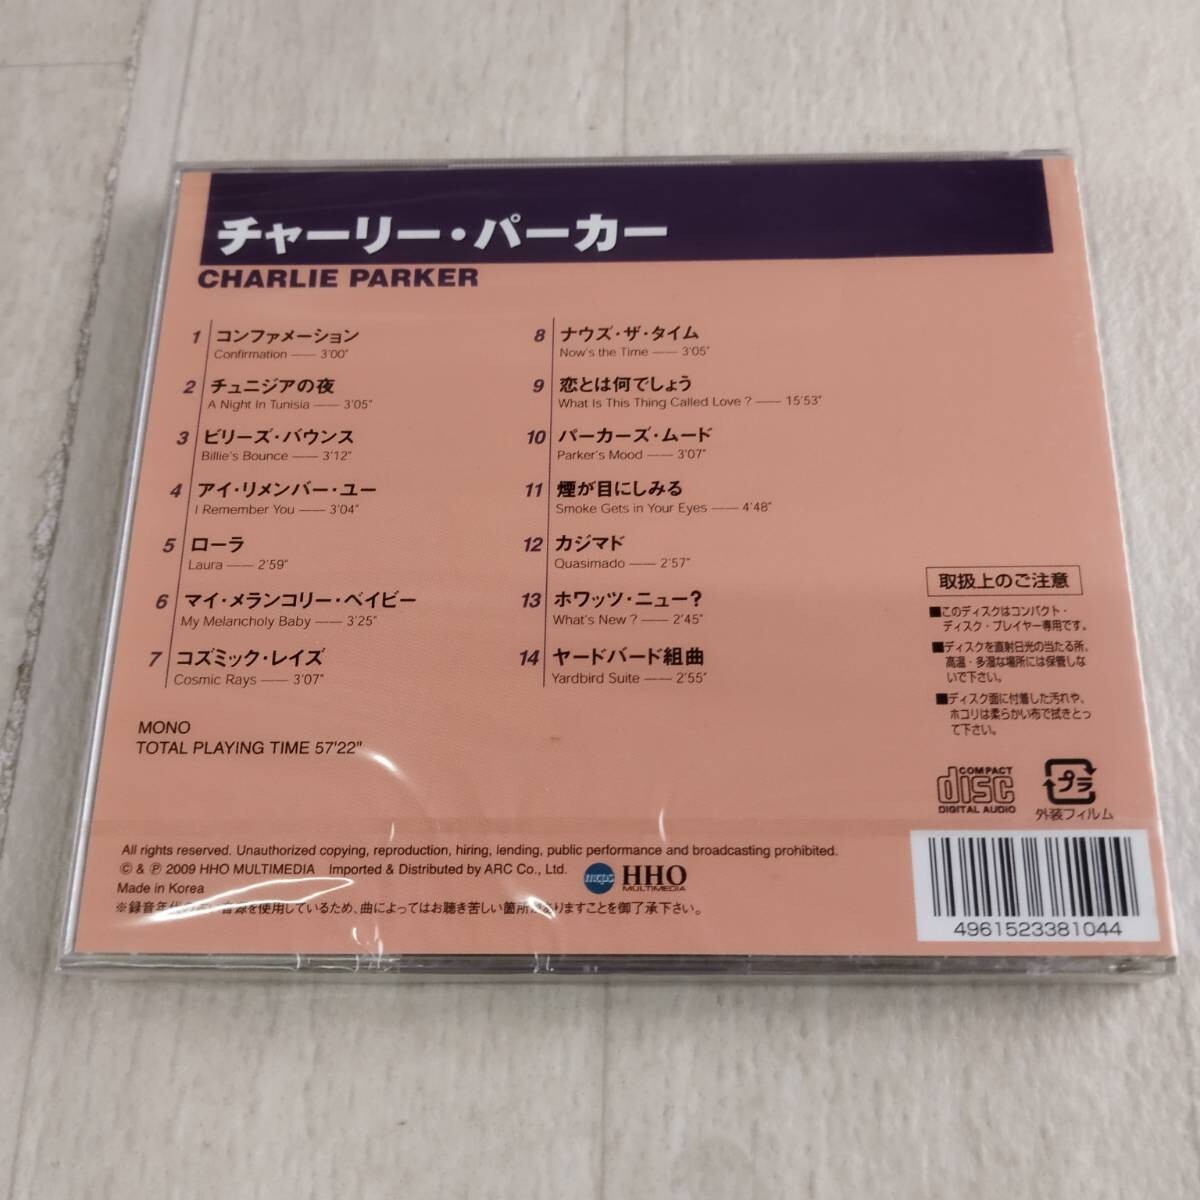 チャーリー・パーカー
CHARLIE PARKER
1 コンファメーション
Confirmation —— 3'00"
2 チュニジアの夜
A Night In Tunisia —— 3'05"
3 ビリーズ・バウンス
Billie's Bounce —— 3'12"
4 アイ・リメンバー・ユー
I Remember You —— 3'04"
5 ローラ
Laura —— 2'59"
6 マイ・メランコリー・ベイビー
My Melancholy Baby —— 3'25"
7 コズミック・レイズ
Cosmic Rays —— 3'07"
8 ナウズ・ザ・タイム
Now's the Time —— 3'05"
9 恋とは何でしょう
What Is This Thing Called Love ? —— 15'53"
10 パーカーズ・ムード
Parker's Mood —— 3'07"
11 煙が目にしみる
Smoke Gets in Your Eyes —— 4'48"
12 カジマド
Quasimado —— 2'57"
13 ホワッツ・ニュー?
What's New ? —— 2'45"
14 ヤードバード組曲
Yardbird Suite —— 2'55"
MONO
TOTAL PLAYING TIME 57'22"
取扱上のご注意
■このディスクはコンパクト・
ディスク・プレイヤー専用です。
■ディスクを直射日光の当たる所、
高温・多湿な場所には保管しな
いで下さい。
■ディスク面に付着した汚れや、
ホコリは柔らかい布で拭きとっ
て下さい。
COMPACT
disc
DIGITAL AUDIO
プラ
外装フィルム
All rights reserved. Unauthorized copying, reproduction, hiring, lending, public performance and broadcasting prohibited.
© & ℗ 2009 HHO MULTIMEDIA Imported & Distributed by ARC Co., Ltd.
Made in Korea
mcps
HHO
MULTIMEDIA
※録音年代の 音源を使用しているため、曲によってはお聴き苦しい箇所がありますことを御了承下さい。
4961523381044